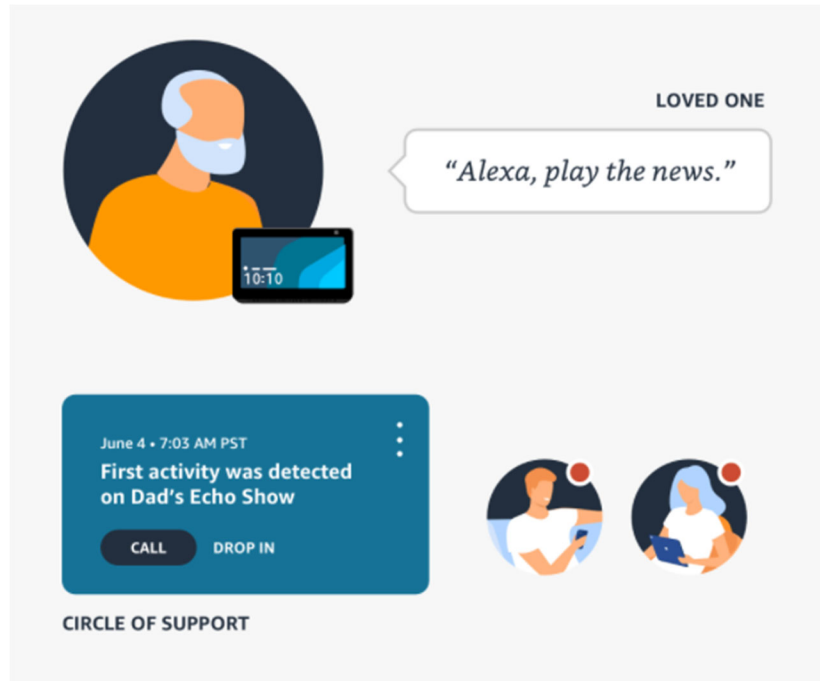 LOVED ONE
“Alexa, play the news.”
10:10
June 4 • 7:03 AM PST
First activity was detected
on Dad’s Echo Show
CALL DROP IN
CIRCLE OF SUPPORT